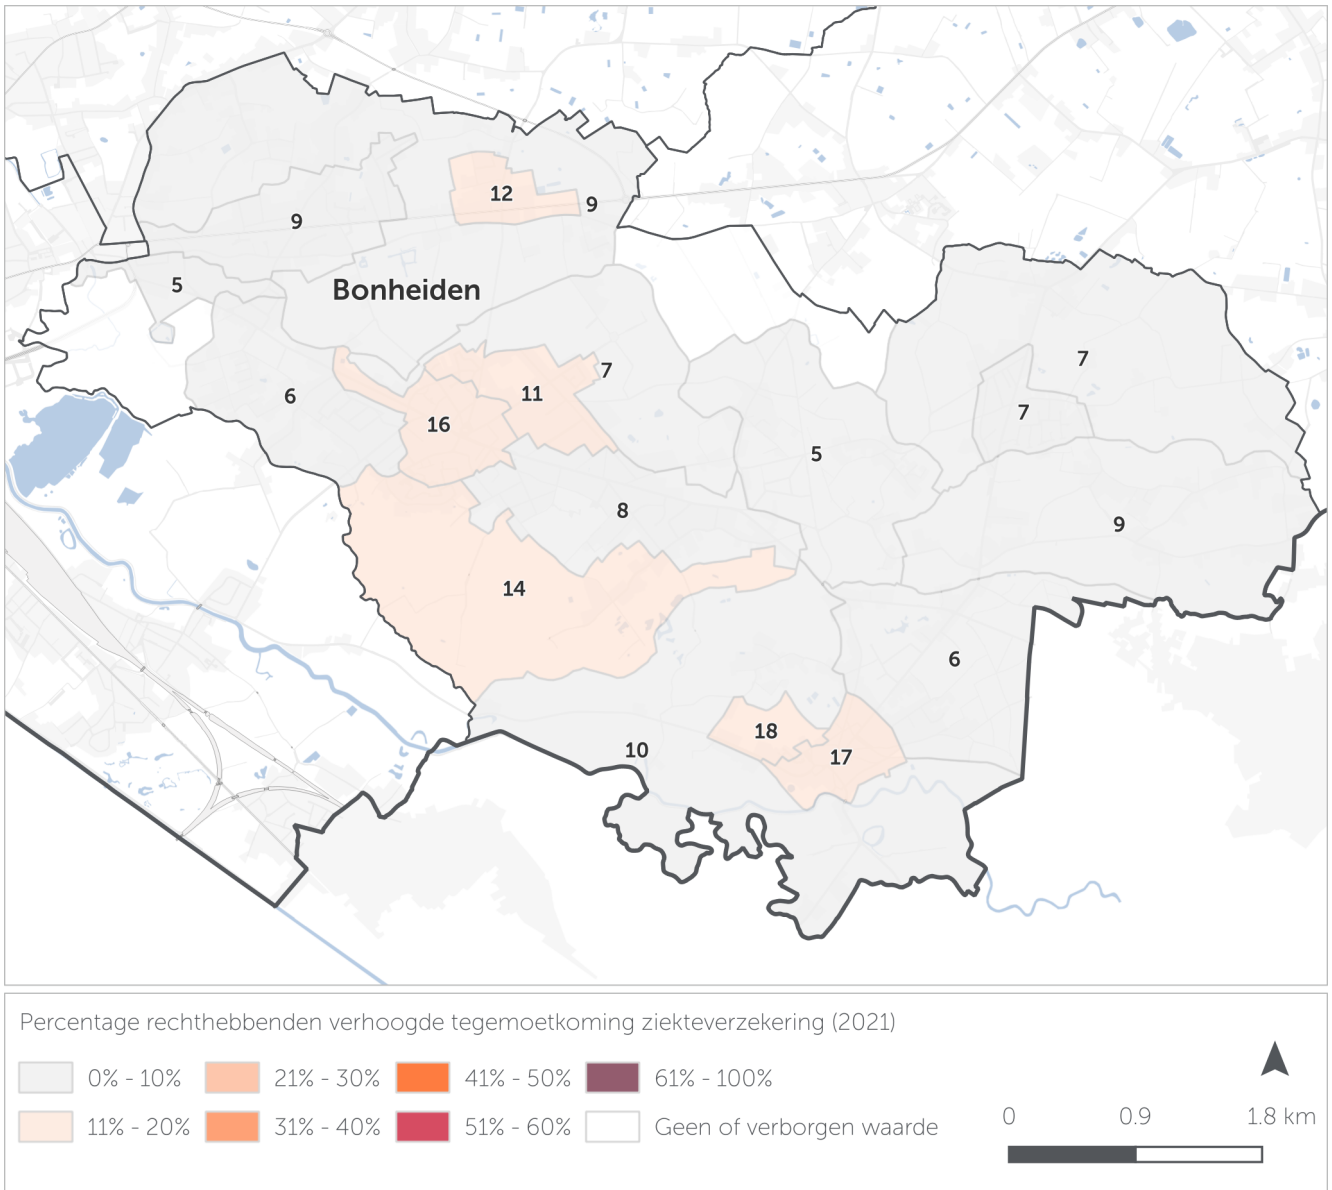 12
9
9
5
Bonheiden
7
7
7
6
11
16
5
8
9
14
6
18
10
17
Percentage rechthebbenden verhoogde tegemoetkoming ziekteverzekering (2021)
0% - 10%
21% - 30%
41% - 50%
61% - 100%
11% - 20%
31% - 40%
51% - 60%
Geen of verborgen waarde
0
0.9
1.8 km